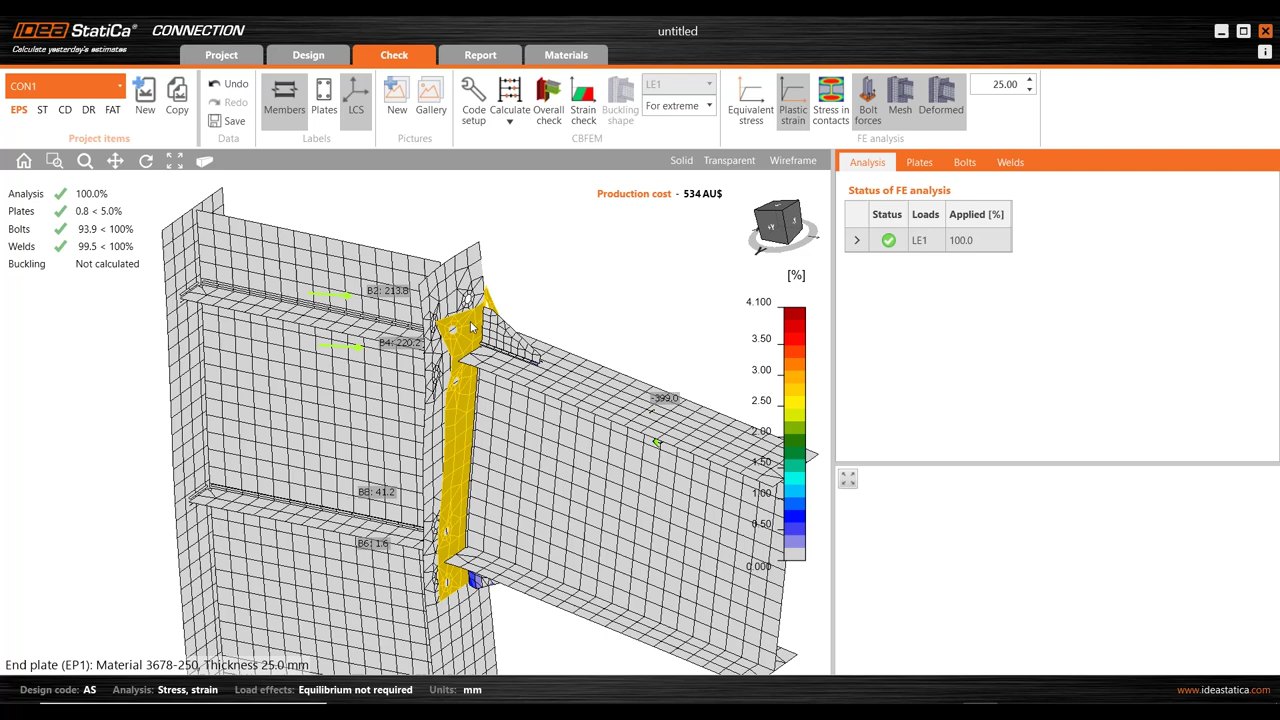 IDEA StatiCa® CONNECTION
Calculate yesterday's estimates
untitled
Project Design Check Report Materials
CON1
EPS ST CD DR FAT
New Copy
Project items
Undo
Redo
Save
Data
Members Plates LCS
Labels
New Gallery
Pictures
Code setup Calculate Overall check Strain check Buckling shape
LE1
For extreme
CBFEM
Equivalent stress Plastic strain Stress in contacts Bolt forces Mesh Deformed
25.00
FE analysis
Solid Transparent Wireframe
Analysis 100.0%
Plates 0.8 < 5.0%
Bolts 93.9 < 100%
Welds 99.5 < 100%
Buckling Not calculated
Production cost - 534 AU$
[%]
4.100
3.50
3.00
2.50
2.00
1.50
1.00
0.50
0.000
B2: 213.8
B4: 220.2
-399.0
B8: 41.2
B6: 1.6
End plate (EP1): Material 3678-250, Thickness 25.0 mm
Analysis Plates Bolts Welds
Status of FE analysis
Status Loads Applied [%]
LE1 100.0
Design code: AS Analysis: Stress, strain Load effects: Equilibrium not required Units: mm
www.ideastatica.com